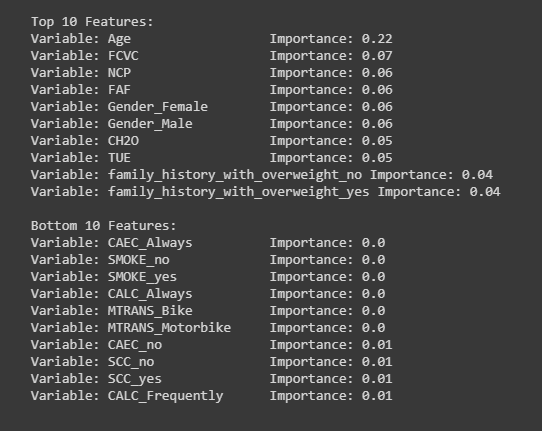 Top 10 Features:
Variable: Age Importance: 0.22
Variable: FCVC Importance: 0.07
Variable: NCP Importance: 0.06
Variable: FAF Importance: 0.06
Variable: Gender_Female Importance: 0.06
Variable: Gender_Male Importance: 0.06
Variable: CH2O Importance: 0.05
Variable: TUE Importance: 0.05
Variable: family_history_with_overweight_no Importance: 0.04
Variable: family_history_with_overweight_yes Importance: 0.04
Bottom 10 Features:
Variable: CAEC_Always Importance: 0.0
Variable: SMOKE_no Importance: 0.0
Variable: SMOKE_yes Importance: 0.0
Variable: CALC_Always Importance: 0.0
Variable: MTRANS_Bike Importance: 0.0
Variable: MTRANS_Motorbike Importance: 0.0
Variable: CAEC_no Importance: 0.01
Variable: SCC_no Importance: 0.01
Variable: SCC_yes Importance: 0.01
Variable: CALC_Frequently Importance: 0.01